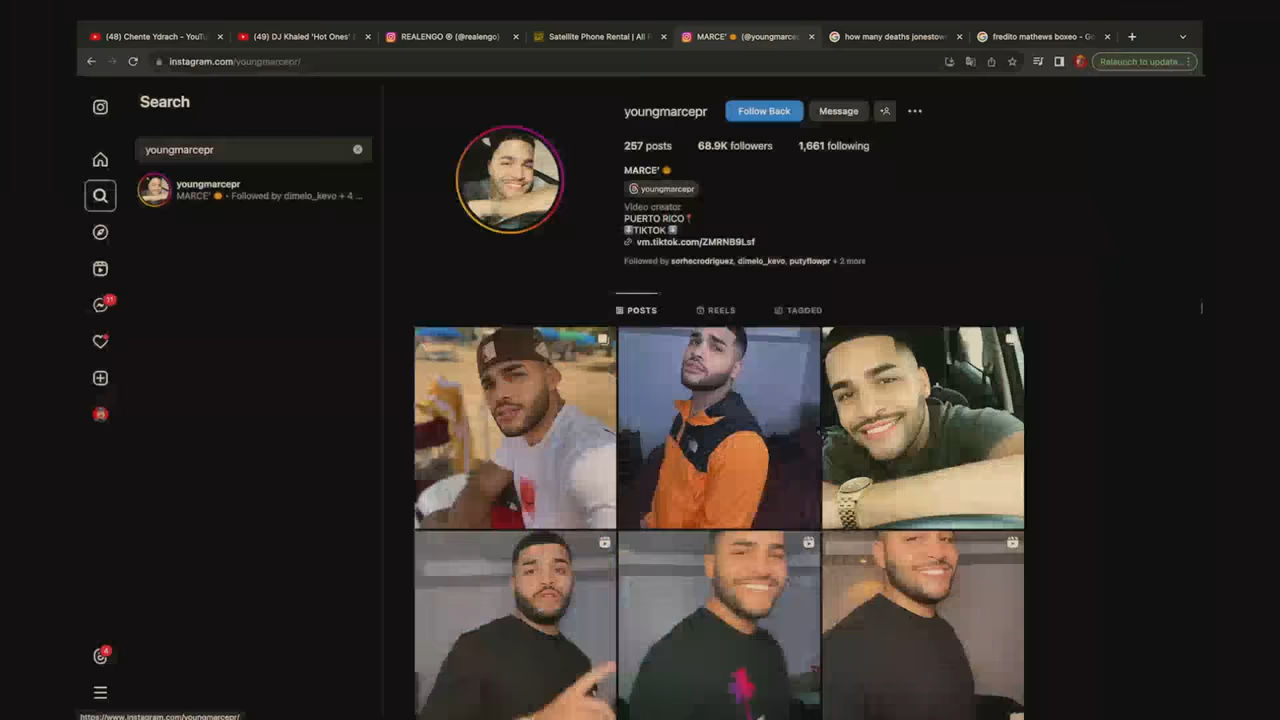 (48) Chente Ydrach - YouTu
(49) DJ Khaled 'Hot Ones'
REALENGO ® (@realengo)
Satellite Phone Rental | All
MARCE' (@youngmarcep
how many deaths jonestow
fredito mathews boxeo - Go
instagram.com/youngmarcepr/
Relaunch to update
Search
youngmarcepr
youngmarcepr
MARCE' • Followed by dimelo_kevo + 4 ...
11
4
youngmarcepr
Follow Back
Message
257 posts
68.9K followers
1,661 following
MARCE'
youngmarcepr
Video creator
PUERTO RICO
TIKTOK
vm.tiktok.com/ZMRNB9Lsf
Followed by sorhecrodriguez, dimelo_kevo, putyflowpr + 2 more
POSTS
REELS
TAGGED
https://www.instagram.com/youngmarcepr/